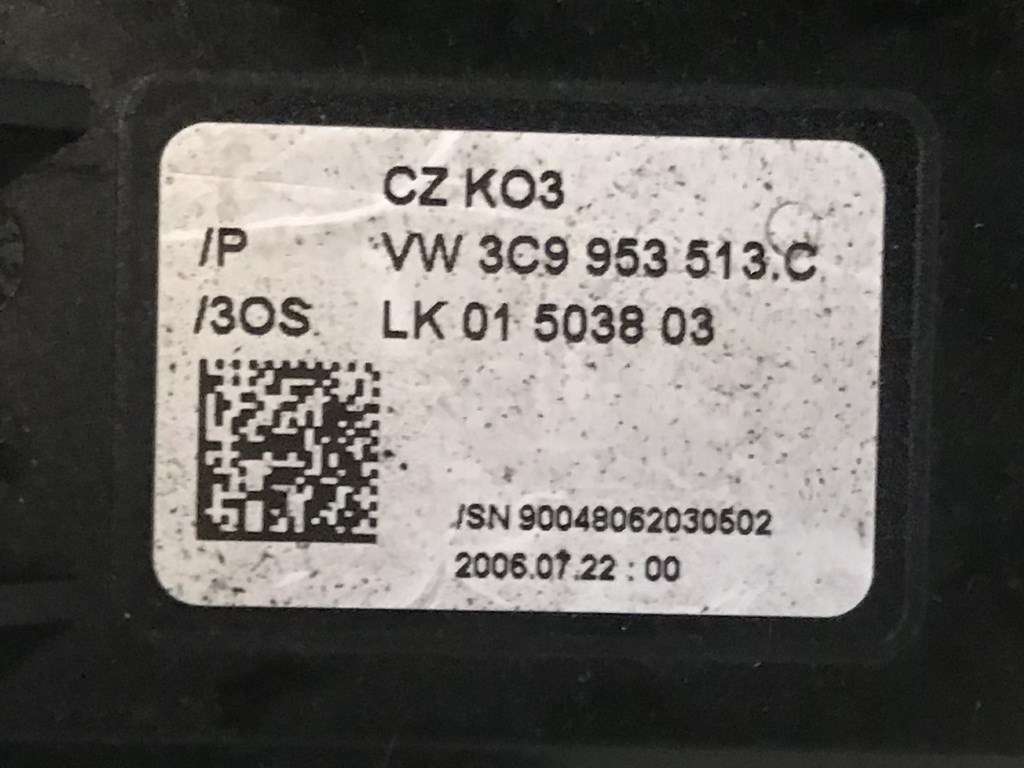 CZ KO3
/P VW 3C9 953 513.C
/3OS LK 01 5038 03
/SN 90048062030502
2006.07.22 : 00